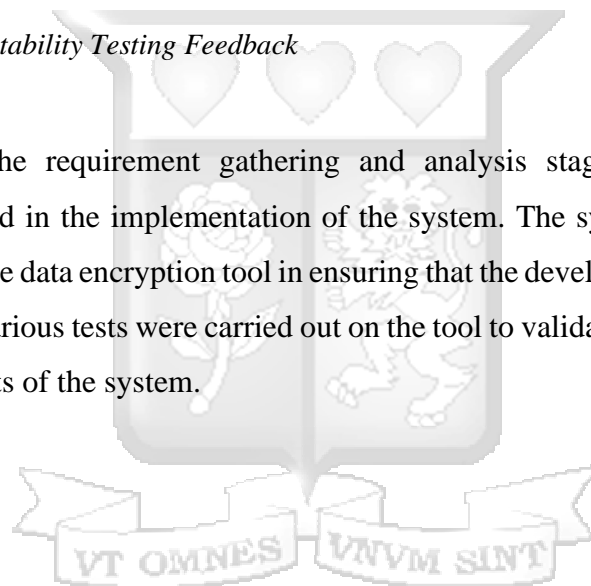 tability Testing Feedback
he requirement gathering and analysis stag
d in the implementation of the system. The sy
e data encryption tool in ensuring that the devel
arious tests were carried out on the tool to valida
ts of the system.
VT OMNES VNVM SINT